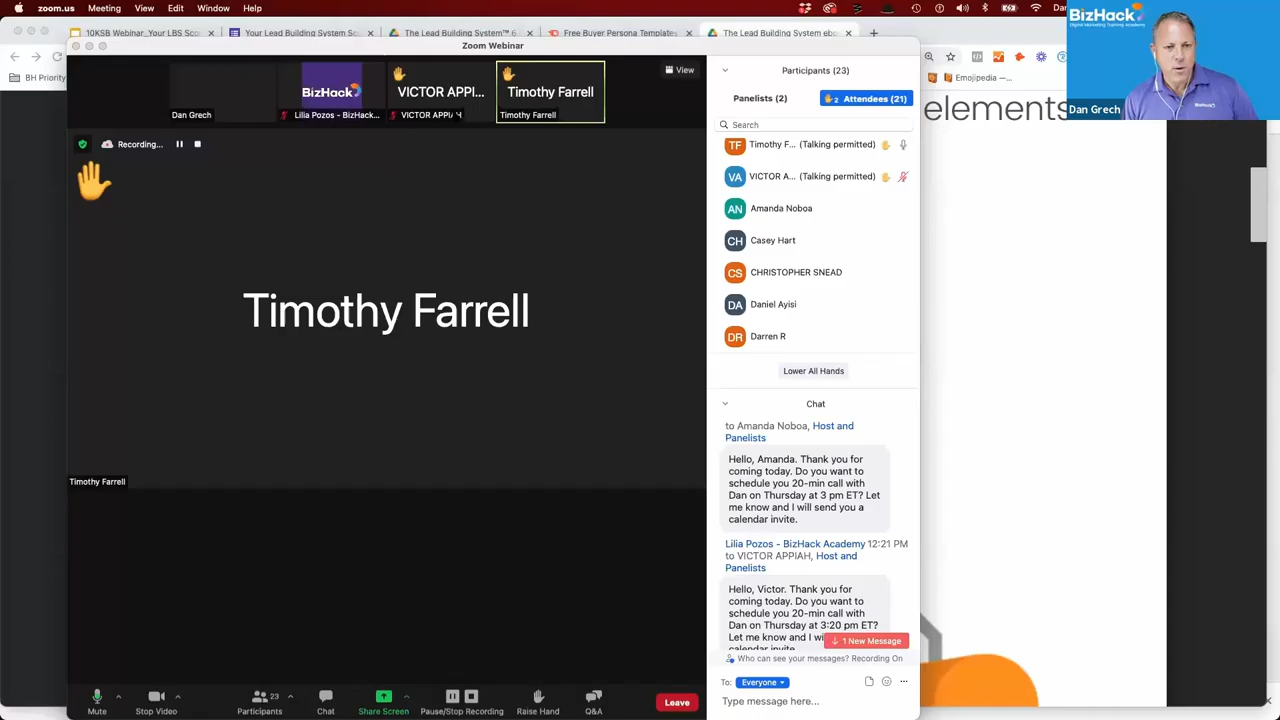 zoom.us
10KSB Webinar_Your LBS Scop
Your Lead Building System Sc
The Lead Building System™ 6
Free Buyer Persona Templates
The Lead Building System ebo
BH Priority
Emojipedia —...
elements
BizHack
Digital Marketing Training Academy
Dan Grech
Zoom Webinar
View
Dan Grech
BizHack
Lilia Pozos - BizHack...
VICTOR APPI...
VICTOR APPIAH
Timothy Farrell
Timothy Farrell
Recording...
Timothy Farrell
Timothy Farrell
Participants (23)
Panelists (2)
2 Attendees (21)
Search
TF Timothy F... (Talking permitted)
VA VICTOR A... (Talking permitted)
AN Amanda Noboa
CH Casey Hart
CS CHRISTOPHER SNEAD
DA Daniel Ayisi
DR Darren R
Lower All Hands
Chat
to Amanda Noboa, Host and
Panelists
Hello, Amanda. Thank you for
coming today. Do you want to
schedule you 20-min call with
Dan on Thursday at 3 pm ET? Let
me know and I will send you a
calendar invite.
Lilia Pozos - BizHack Academy 12:21 PM
to VICTOR APPIAH, Host and
Panelists
Hello, Victor. Thank you for
coming today. Do you want to
schedule you 20-min call with
Dan on Thursday at 3:20 pm ET?
Let me know and I wi
calendar invite.
1 New Message
Who can see your messages? Recording On
To: Everyone
Type message here...
Mute
Stop Video
23
Participants
Chat
Share Screen
Pause/Stop Recording
Raise Hand
Q&A
Leave